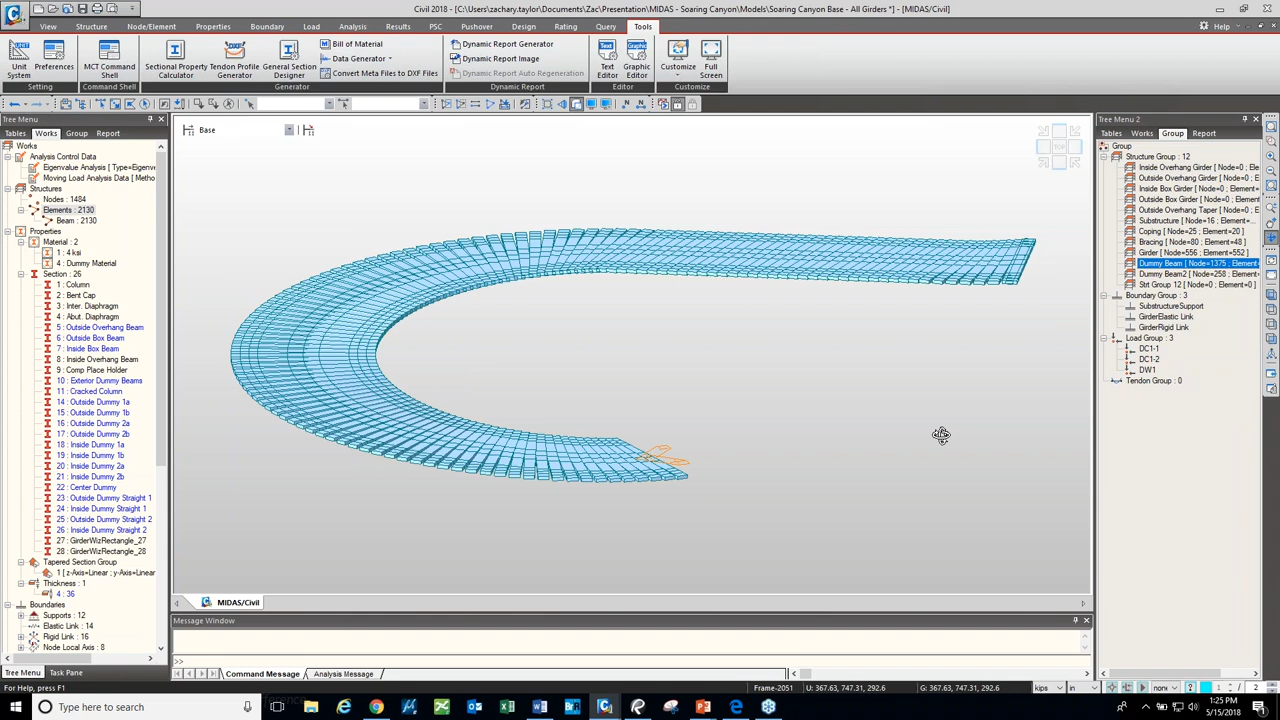 Civil 2018 - [C:\Users\zachary.taylor\Documents\Zac\Presentation\MIDAS - Soaring Canyon\Models\Soaring Canyon Base - All Girders *] - [MIDAS/Civil]
View Structure Node/Element Properties Boundary Load Analysis Results PSC Pushover Design Rating Query Tools Help
Unit System
Preferences
MCT Command Shell
Sectional Property Calculator
Tendon Profile Generator
General Section Designer
Bill of Material
Data Generator
Convert Meta Files to DXF Files
Dynamic Report Generator
Dynamic Report Image
Dynamic Report Auto Regeneration
Text Editor
Graphic Editor
Customize
Full Screen
Setting Command Shell Generator Dynamic Report Editor Customize
Tree Menu
Tables Works Group Report
Works
Analysis Control Data
Eigenvalue Analysis [ Type=Eigenve
Moving Load Analysis Data [ Metho
Structures
Nodes : 1484
Elements : 2130
Beam : 2130
Properties
Material : 2
1 : 4 ksi
4 : Dummy Material
Section : 26
1 : Column
2 : Bent Cap
3 : Inter. Diaphragm
4 : Abut. Diaphragm
5 : Outside Overhang Beam
6 : Outside Box Beam
7 : Inside Box Beam
8 : Inside Overhang Beam
9 : Comp Place Holder
10 : Exterior Dummy Beams
11 : Cracked Column
14 : Outside Dummy 1a
15 : Outside Dummy 1b
16 : Outside Dummy 2a
17 : Outside Dummy 2b
18 : Inside Dummy 1a
19 : Inside Dummy 1b
20 : Inside Dummy 2a
21 : Inside Dummy 2b
22 : Center Dummy
23 : Outside Dummy Straight 1
24 : Inside Dummy Straight 1
25 : Outside Dummy Straight 2
26 : Inside Dummy Straight 2
27 : GirderWizRectangle_27
28 : GirderWizRectangle_28
Tapered Section Group
1 [ z-Axis=Linear ; y-Axis=Linear
Thickness : 1
4 : 36
Boundaries
Supports : 12
Elastic Link : 14
Rigid Link : 16
Node Local Axis : 8
Tree Menu Task Pane
Base
TOP
MIDAS/Civil
Message Window
>>
Command Message Analysis Message
Tree Menu 2
Tables Works Group Report
Group
Structure Group : 12
Inside Overhang Girder [ Node=0 ; Ele
Outside Overhang Girder [ Node=0 ; E
Inside Box Girder [ Node=0 ; Element=
Outside Box Girder [ Node=0 ; Elemen
Outside Overhang Taper [ Node=0 ; E
Substructure [ Node=16 ; Element=...
Coping [ Node=25 ; Element=20 ]
Bracing [ Node=80 ; Element=48 ]
Girder [ Node=556 ; Element=552 ]
Dummy Beam [ Node=1375 ; Element=
Dummy Beam2 [ Node=258 ; Element=
Strt Group 12 [ Node=0 ; Element=0 ]
Boundary Group : 3
SubstructureSupport
GirderElastic Link
GirderRigid Link
Load Group : 3
DC1-1
DC1-2
DW1
Tendon Group : 0
For Help, press F1
Frame-2051 U: 367.63, 747.31, 292.6 G: 367.63, 747.31, 292.6 kips in none 1 / 2
Type here to search
1:25 PM
5/15/2018